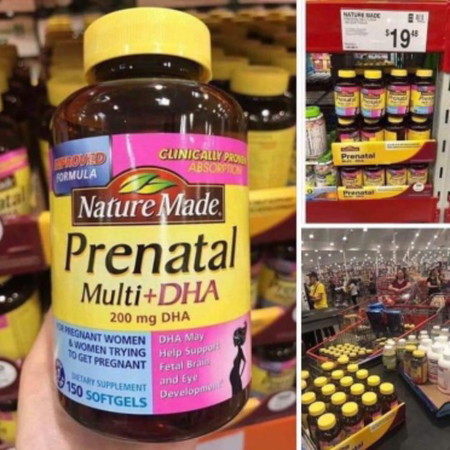 IMPROVED
FORMULA
CLINICALLY PROVEN
ABSORPTION
Nature Made
Prenatal
Multi+DHA
200 mg DHA
FOR PREGNANT WOMEN
& WOMEN TRYING
TO GET PREGNANT
DIETARY SUPPLEMENT
150 SOFTGELS
DHA May
Help Support
Fetal Brain
and Eye
Development
NATURE MADE
$19 48
Prenatal
Prenatal